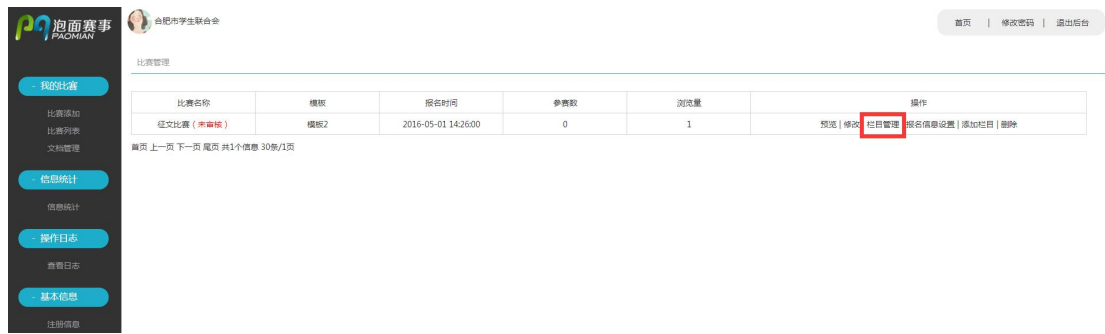 泡面赛事
PAOMIAN
合肥市学生联合会
首页 | 修改密码 | 退出后台
比赛管理
- 我的比赛
比赛添加
比赛列表
文档管理
- 信息统计
信息统计
- 操作日志
查看日志
- 基本信息
注册信息
比赛名称 模板 报名时间 参赛数 浏览量 操作
征文比赛（未审核） 模板2 2016-05-01 14:26:00 0 1 预览 | 修改 栏目管理 报名信息设置 | 添加栏目 | 删除
首页 上一页 下一页 尾页 共1个信息 30条/1页